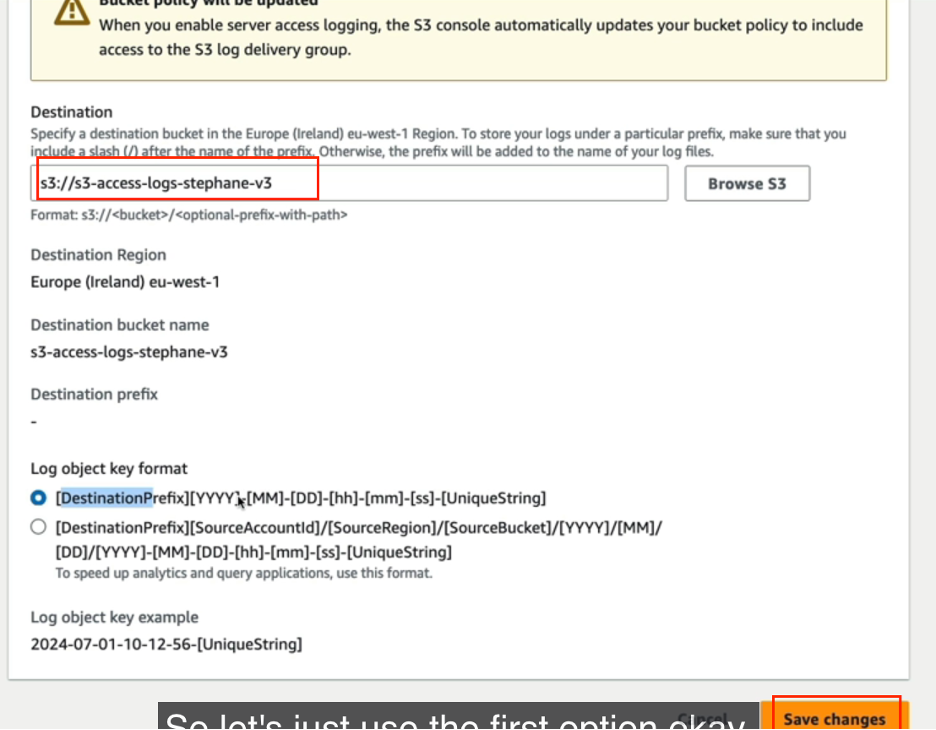 Bucket policy will be updated
When you enable server access logging, the S3 console automatically updates your bucket policy to include
access to the S3 log delivery group.
Destination
Specify a destination bucket in the Europe (Ireland) eu-west-1 Region. To store your logs under a particular prefix, make sure that you
include a slash (/) after the name of the prefix. Otherwise, the prefix will be added to the name of your log files.
s3://s3-access-logs-stephane-v3
Browse S3
Format: s3://<bucket>/<optional-prefix-with-path>
Destination Region
Europe (Ireland) eu-west-1
Destination bucket name
s3-access-logs-stephane-v3
Destination prefix
-
Log object key format
[DestinationPrefix][YYYY]-[MM]-[DD]-[hh]-[mm]-[ss]-[UniqueString]
[DestinationPrefix][SourceAccountId]/[SourceRegion]/[SourceBucket]/[YYYY]/[MM]/
[DD]/[YYYY]-[MM]-[DD]-[hh]-[mm]-[ss]-[UniqueString]
To speed up analytics and query applications, use this format.
Log object key example
2024-07-01-10-12-56-[UniqueString]
Cancel
Save changes
So let's just use the first option okay